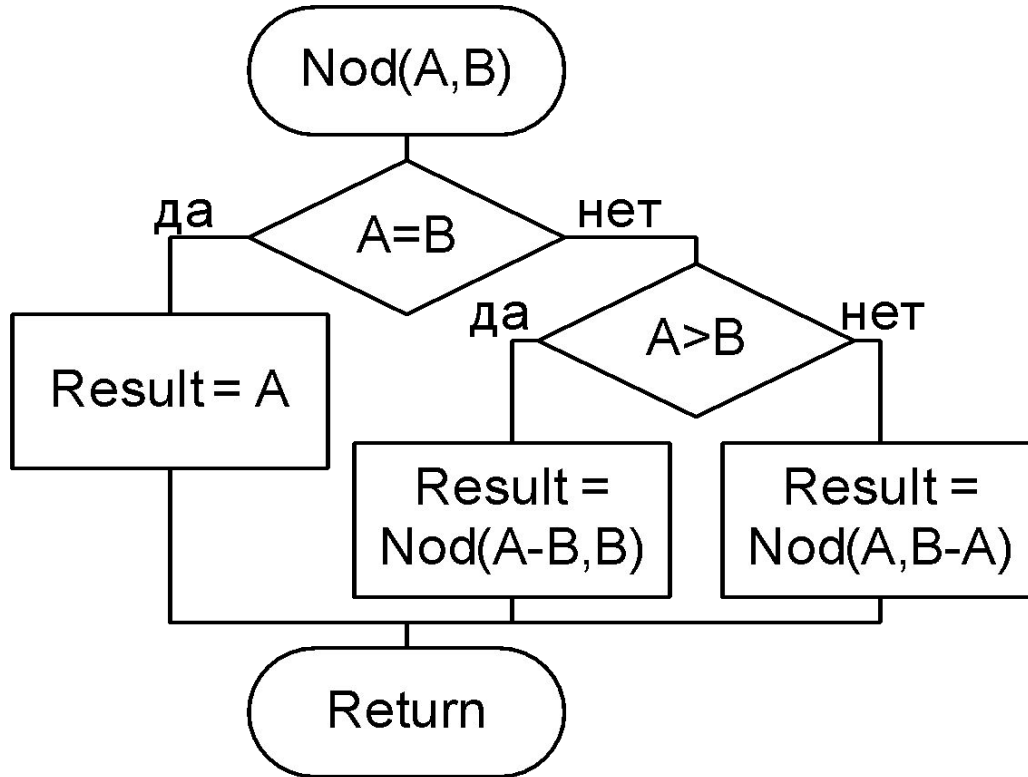 Nod(A,B)
да
A=B
нет
да
A>B
нет
Result = A
Result =
Nod(A-B,B)
Result =
Nod(A,B-A)
Return